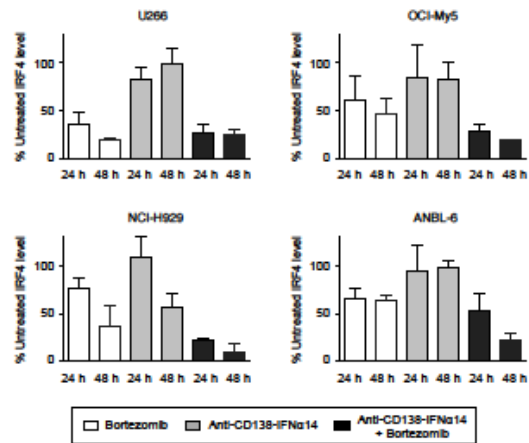 U266
OCI-My5
% Untreated IRF4 level
100
50
0
24 h 48 h 24 h 48 h 24 h 48 h
% Untreated IRF4 level
100
50
0
24 h 48 h 24 h 48 h 24 h 48 h
NCI-H929
ANBL-6
% Untreated IRF4 level
100
50
0
24 h 48 h 24 h 48 h 24 h 48 h
% Untreated IRF4 level
100
50
0
24 h 48 h 24 h 48 h 24 h 48 h
Bortezomib
Anti-CD138-IFNα14
Anti-CD138-IFNα14
+ Bortezomib